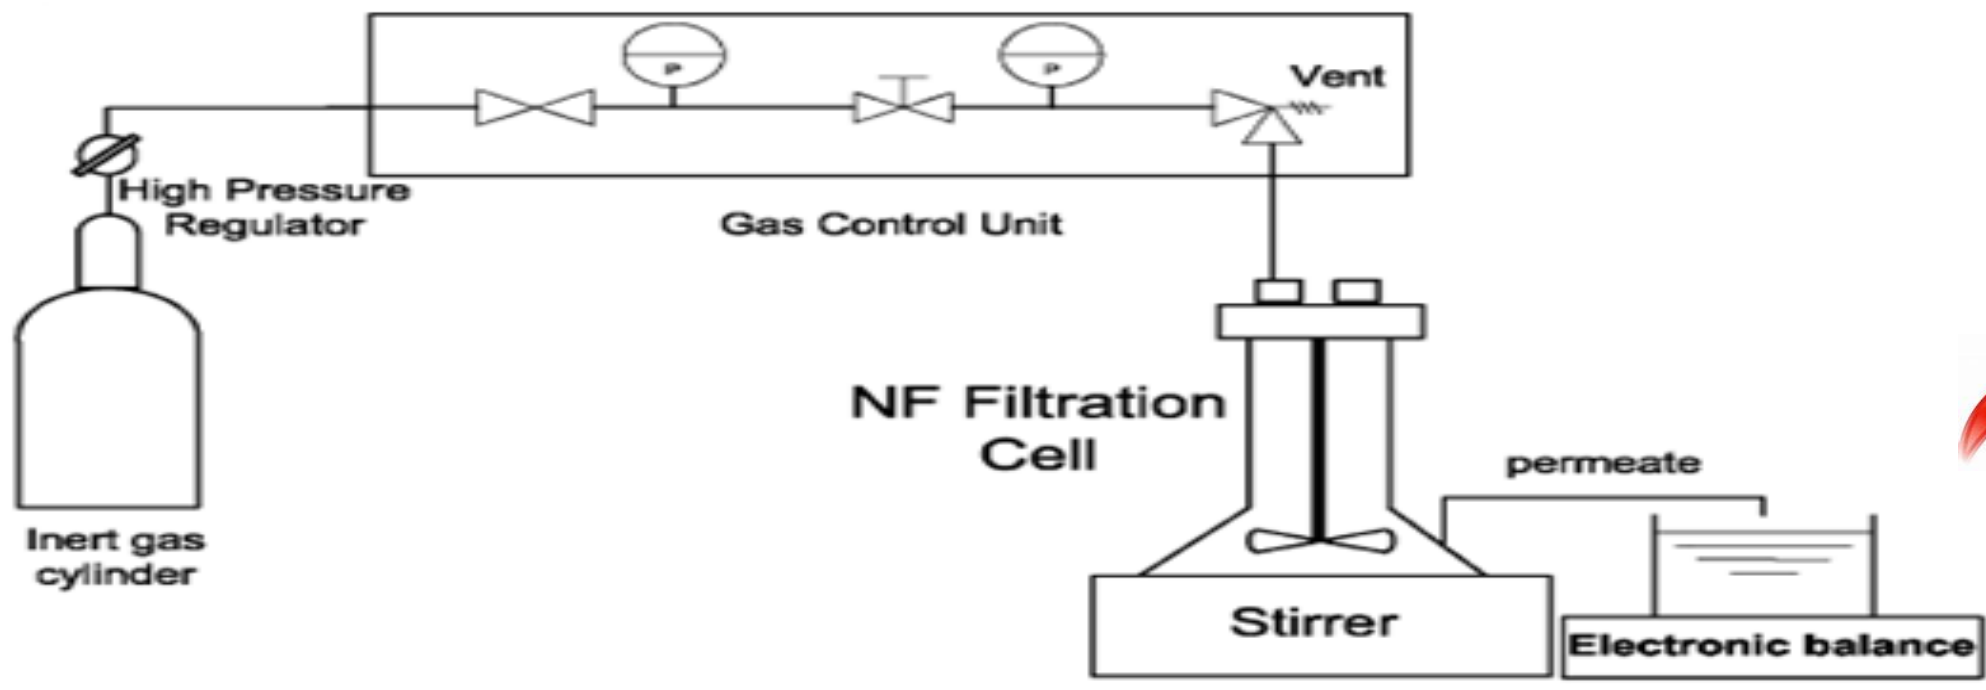 P
P
Vent
High Pressure
Regulator
Gas Control Unit
NF Filtration
Cell
permeate
Inert gas
cylinder
Stirrer
Electronic balance